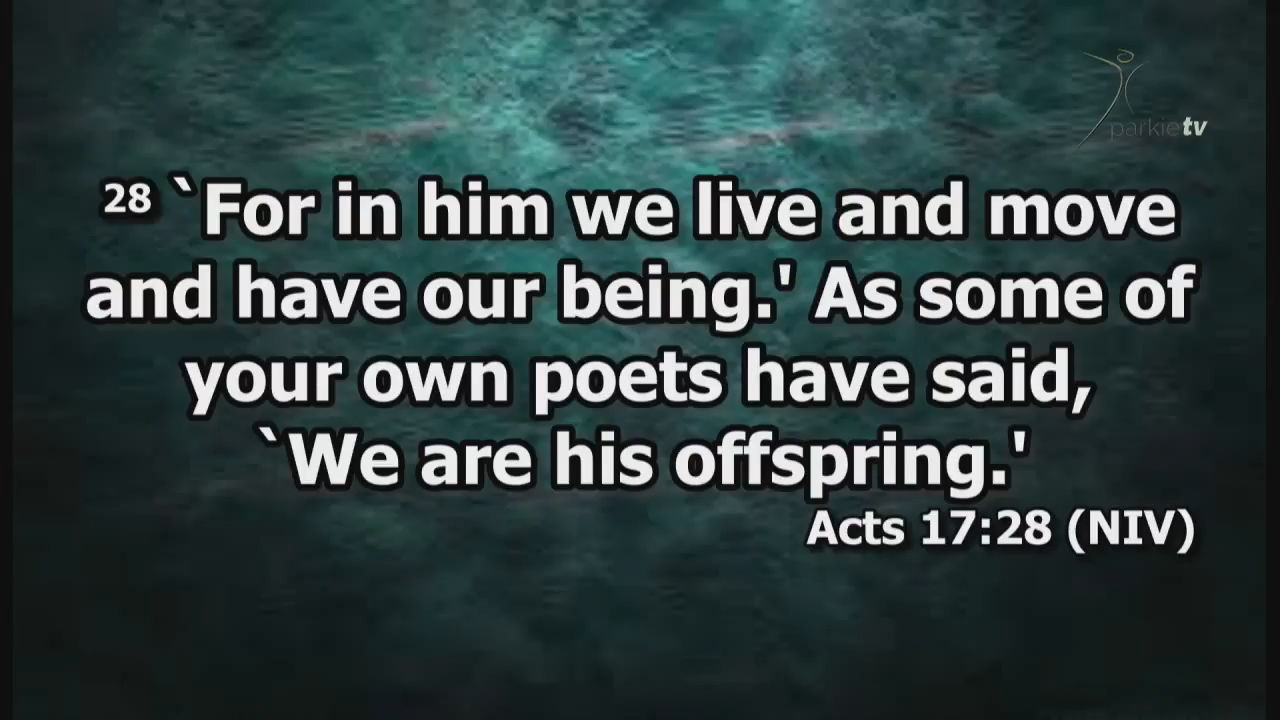 parkietv
28 `For in him we live and move
and have our being.' As some of
your own poets have said,
`We are his offspring.'
Acts 17:28 (NIV)